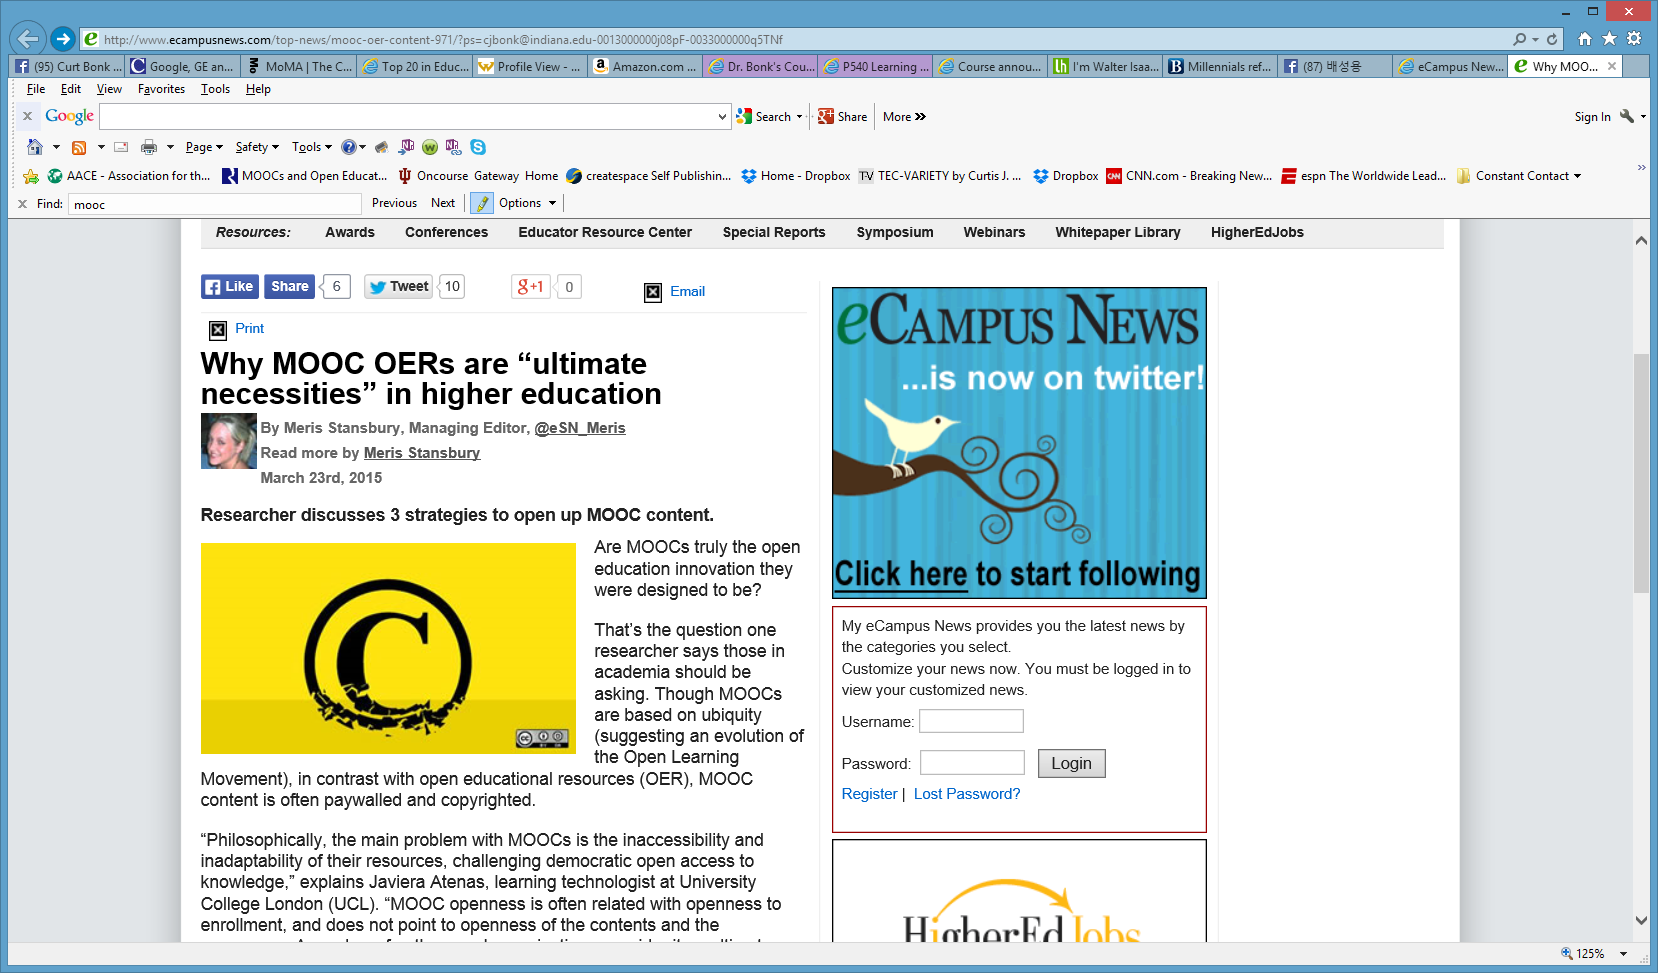 http://www.ecampusnews.com/top-news/mooc-oer-content-971/?ps=cjbonk@indiana.edu-0013000000j08pF-0033000000q5TNf
(95) Curt Bonk ... Google, GE an... MoMA | The C... Top 20 in Educ... Profile View - ... Amazon.com ... Dr. Bonk's Cou... P540 Learning ... Course annou... I'm Walter Isaa... Millennials ref... (87) 배성용 eCampus New... Why MOO...
File Edit View Favorites Tools Help
x Google Search Share More » Sign In
Page Safety Tools
AACE - Association for th... MOOCs and Open Educat... Oncourse Gateway Home createspace Self Publishin... Home - Dropbox TV TEC-VARIETY by Curtis J. ... Dropbox CNN CNN.com - Breaking New... espn The Worldwide Lead... Constant Contact »
x Find: mooc Previous Next Options
Resources: Awards Conferences Educator Resource Center Special Reports Symposium Webinars Whitepaper Library HigherEdJobs
Like Share 6 Tweet 10 g+1 0 Email
Print
Why MOOC OERs are “ultimate
necessities” in higher education
By Meris Stansbury, Managing Editor, @eSN_Meris
Read more by Meris Stansbury
March 23rd, 2015
Researcher discusses 3 strategies to open up MOOC content.
C
cc
Are MOOCs truly the open
education innovation they
were designed to be?
That’s the question one
researcher says those in
academia should be
asking. Though MOOCs
are based on ubiquity
(suggesting an evolution of
the Open Learning
Movement), in contrast with open educational resources (OER), MOOC
content is often paywalled and copyrighted.
“Philosophically, the main problem with MOOCs is the inaccessibility and
inadaptability of their resources, challenging democratic open access to
knowledge,” explains Javiera Atenas, learning technologist at University
College London (UCL). “MOOC openness is often related with openness to
enrollment, and does not point to openness of the contents and the
eCAMPUS NEWS
...is now on twitter!
Click here to start following
My eCampus News provides you the latest news by
the categories you select.
Customize your news now. You must be logged in to
view your customized news.
Username:
Password: Login
Register | Lost Password?
HigherEdJobs
125%